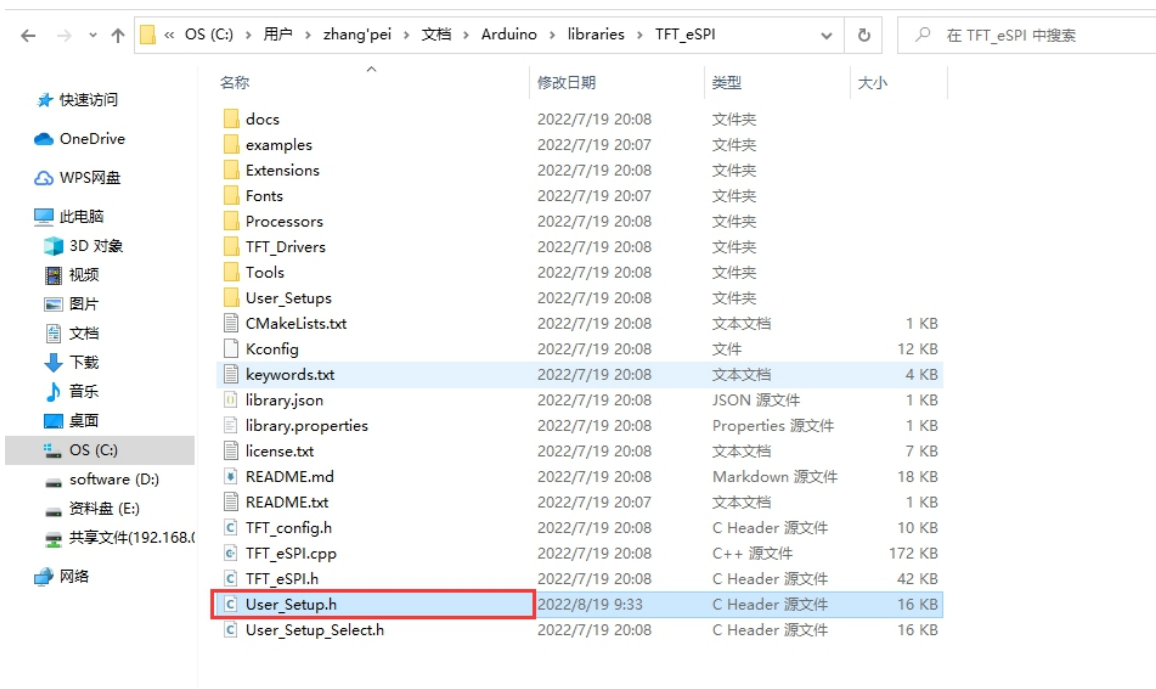 « OS (C:) › 用户 › zhang'pei › 文档 › Arduino › libraries › TFT_eSPI
在 TFT_eSPI 中搜索
快速访问
OneDrive
WPS网盘
此电脑
3D 对象
视频
图片
文档
下载
音乐
桌面
OS (C:)
software (D:)
资料盘 (E:)
共享文件(192.168.(
网络
名称 修改日期 类型 大小
docs 2022/7/19 20:08 文件夹
examples 2022/7/19 20:07 文件夹
Extensions 2022/7/19 20:08 文件夹
Fonts 2022/7/19 20:07 文件夹
Processors 2022/7/19 20:08 文件夹
TFT_Drivers 2022/7/19 20:08 文件夹
Tools 2022/7/19 20:08 文件夹
User_Setups 2022/7/19 20:08 文件夹
CMakeLists.txt 2022/7/19 20:08 文本文档 1 KB
Kconfig 2022/7/19 20:08 文件 12 KB
keywords.txt 2022/7/19 20:08 文本文档 4 KB
library.json 2022/7/19 20:08 JSON 源文件 1 KB
library.properties 2022/7/19 20:08 Properties 源文件 1 KB
license.txt 2022/7/19 20:08 文本文档 7 KB
README.md 2022/7/19 20:08 Markdown 源文件 18 KB
README.txt 2022/7/19 20:07 文本文档 1 KB
TFT_config.h 2022/7/19 20:08 C Header 源文件 10 KB
TFT_eSPI.cpp 2022/7/19 20:08 C++ 源文件 172 KB
TFT_eSPI.h 2022/7/19 20:08 C Header 源文件 42 KB
User_Setup.h 2022/8/19 9:33 C Header 源文件 16 KB
User_Setup_Select.h 2022/7/19 20:08 C Header 源文件 16 KB